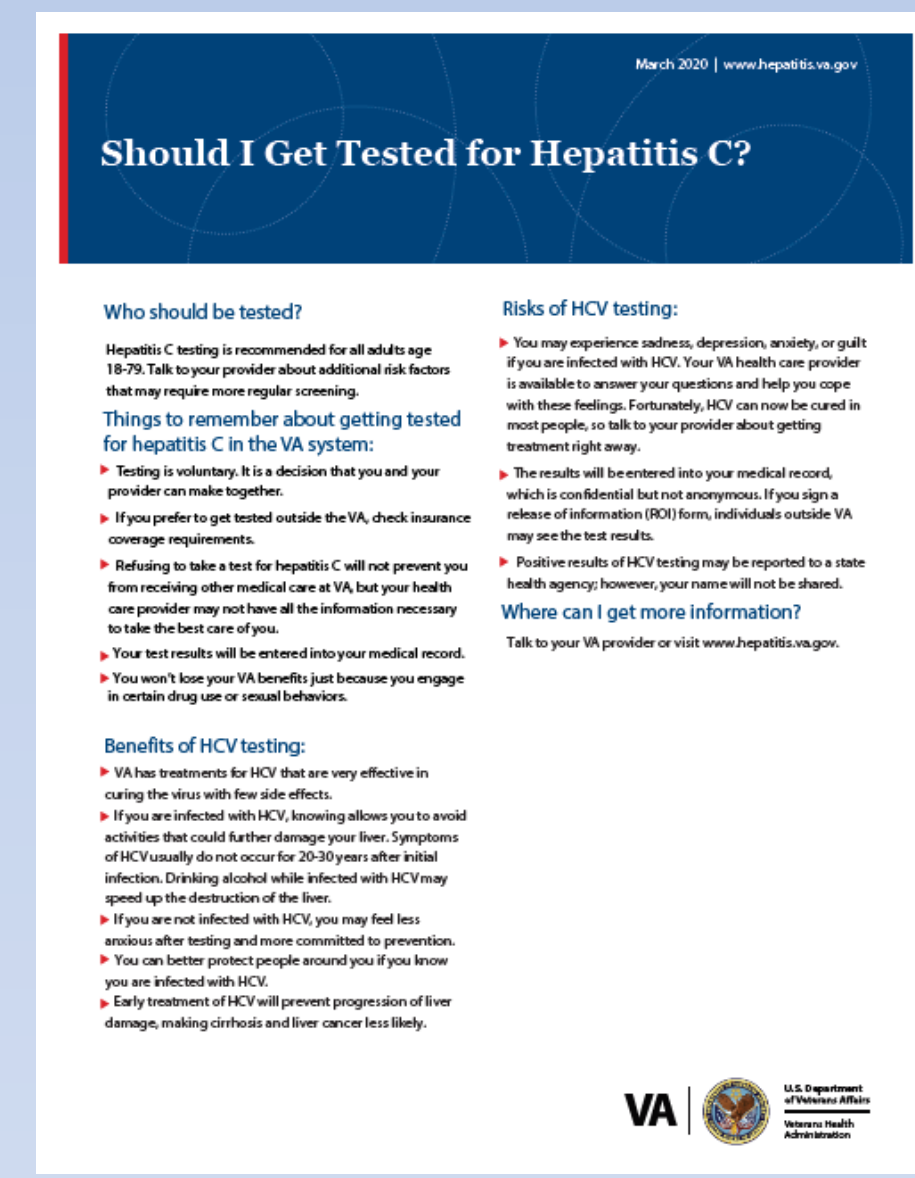 March 2020 | www.hepatitis.va.gov
Should I Get Tested for Hepatitis C?
Who should be tested?
Hepatitis C testing is recommended for all adults age
18-79. Talk to your provider about additional risk factors
that may require more regular screening.
Things to remember about getting tested
for hepatitis C in the VA system:
Testing is voluntary. It is a decision that you and your
provider can make together.
If you prefer to get tested outside the VA, check insurance
coverage requirements.
Refusing to take a test for hepatitis C will not prevent you
from receiving other medical care at VA, but your health
care provider may not have all the information necessary
to take the best care of you.
Your test results will be entered into your medical record.
You won't lose your VA benefits just because you engage
in certain drug use or sexual behaviors.
Benefits of HCV testing:
VA has treatments for HCV that are very effective in
curing the virus with few side effects.
If you are infected with HCV, knowing allows you to avoid
activities that could further damage your liver. Symptoms
of HCV usually do not occur for 20-30 years after initial
infection. Drinking alcohol while infected with HCV may
speed up the destruction of the liver.
If you are not infected with HCV, you may feel less
anxious after testing and more committed to prevention.
You can better protect people around you if you know
you are infected with HCV.
Early treatment of HCV will prevent progression of liver
damage, making cirrhosis and liver cancer less likely.
Risks of HCV testing:
You may experience sadness, depression, anxiety, or guilt
if you are infected with HCV. Your VA health care provider
is available to answer your questions and help you cope
with these feelings. Fortunately, HCV can now be cured in
most people, so talk to your provider about getting
treatment right away.
The results will be entered into your medical record,
which is confidential but not anonymous. If you sign a
release of information (ROI) form, individuals outside VA
may see the test results.
Positive results of HCV testing may be reported to a state
health agency; however, your name will not be shared.
Where can I get more information?
Talk to your VA provider or visit www.hepatitis.va.gov.
VA
U.S. Department
of Veterans Affairs
Veterans Health
Administration